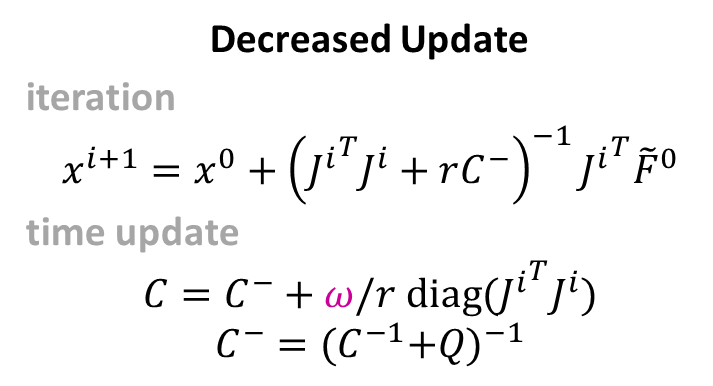 Decreased Update
iteration
x^{i+1} = x^0 + (J^{i^T} J^i + rC^-)^{-1} J^{i^T} F̃^0
time update
C = C^- + ω/r diag(J^{i^T} J^i)
C^- = (C^{-1}+Q)^{-1}